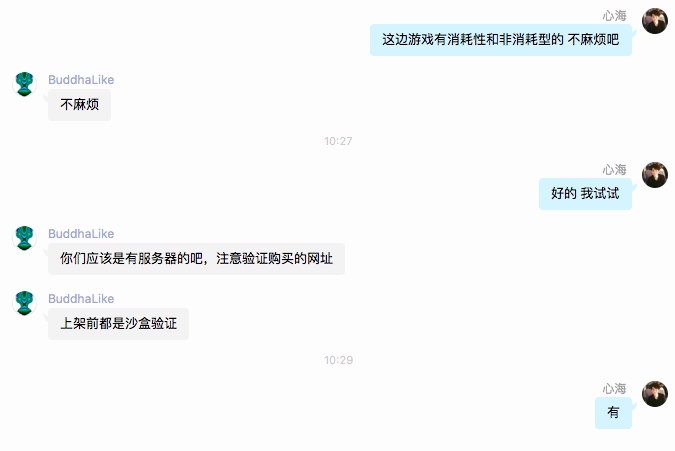 心海
这边游戏有消耗性和非消耗型的 不麻烦吧
BuddhaLike
不麻烦
10:27
心海
好的 我试试
BuddhaLike
你们应该是有服务器的吧，注意验证购买的网址
BuddhaLike
上架前都是沙盒验证
10:29
心海
有